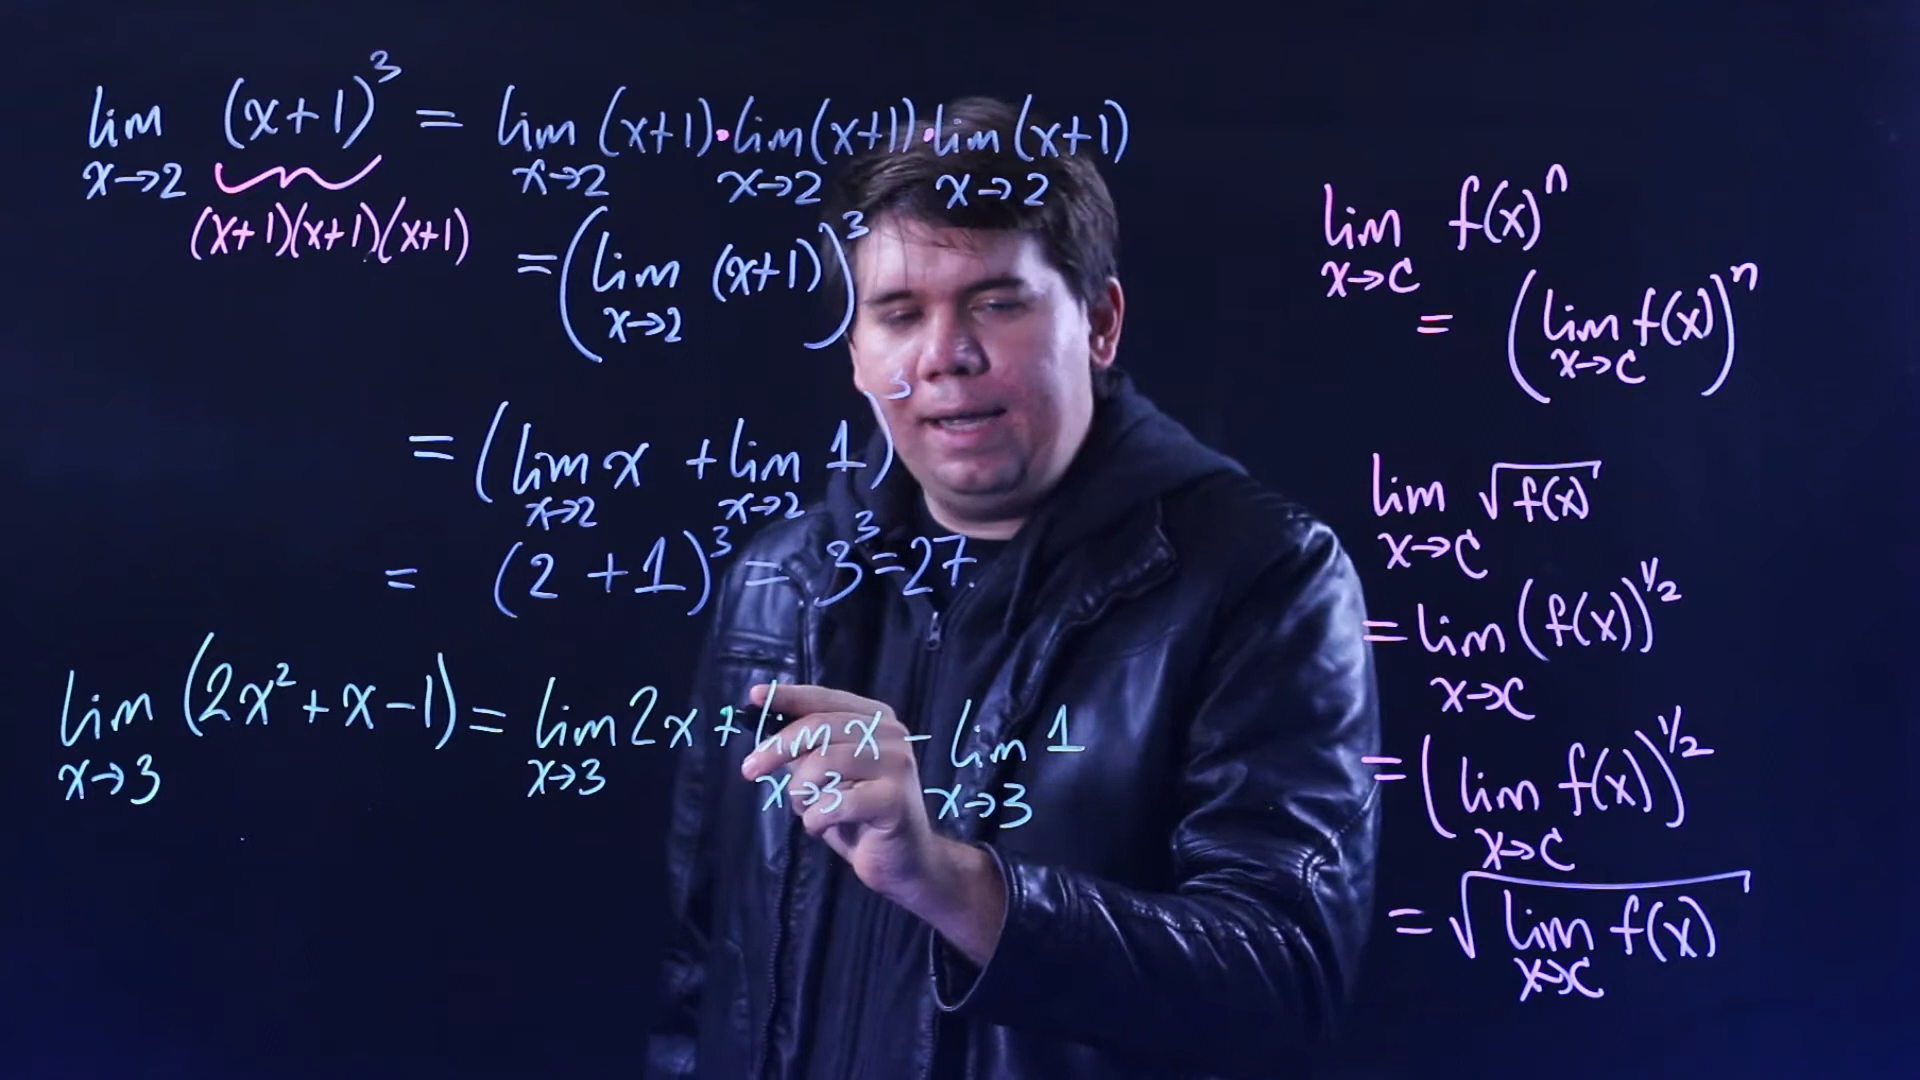 lim (x+1)³ = lim (x+1)·lim (x+1)·lim (x+1)
x→2 x→2 x→2 x→2
(x+1)(x+1)(x+1)
= (lim (x+1))³
x→2
= (lim x + lim 1)³
x→2 x→2
= (2 + 1)³ = 3³ = 27.
lim (2x² + x - 1) = lim 2x + lim x - lim 1
x→3 x→3 x→3 x→3
lim f(x)ⁿ
x→c
= (lim f(x))ⁿ
x→c
lim √f(x)
x→c
= lim (f(x))^1/2
x→c
= (lim f(x))^1/2
x→c
= √lim f(x)
x→c